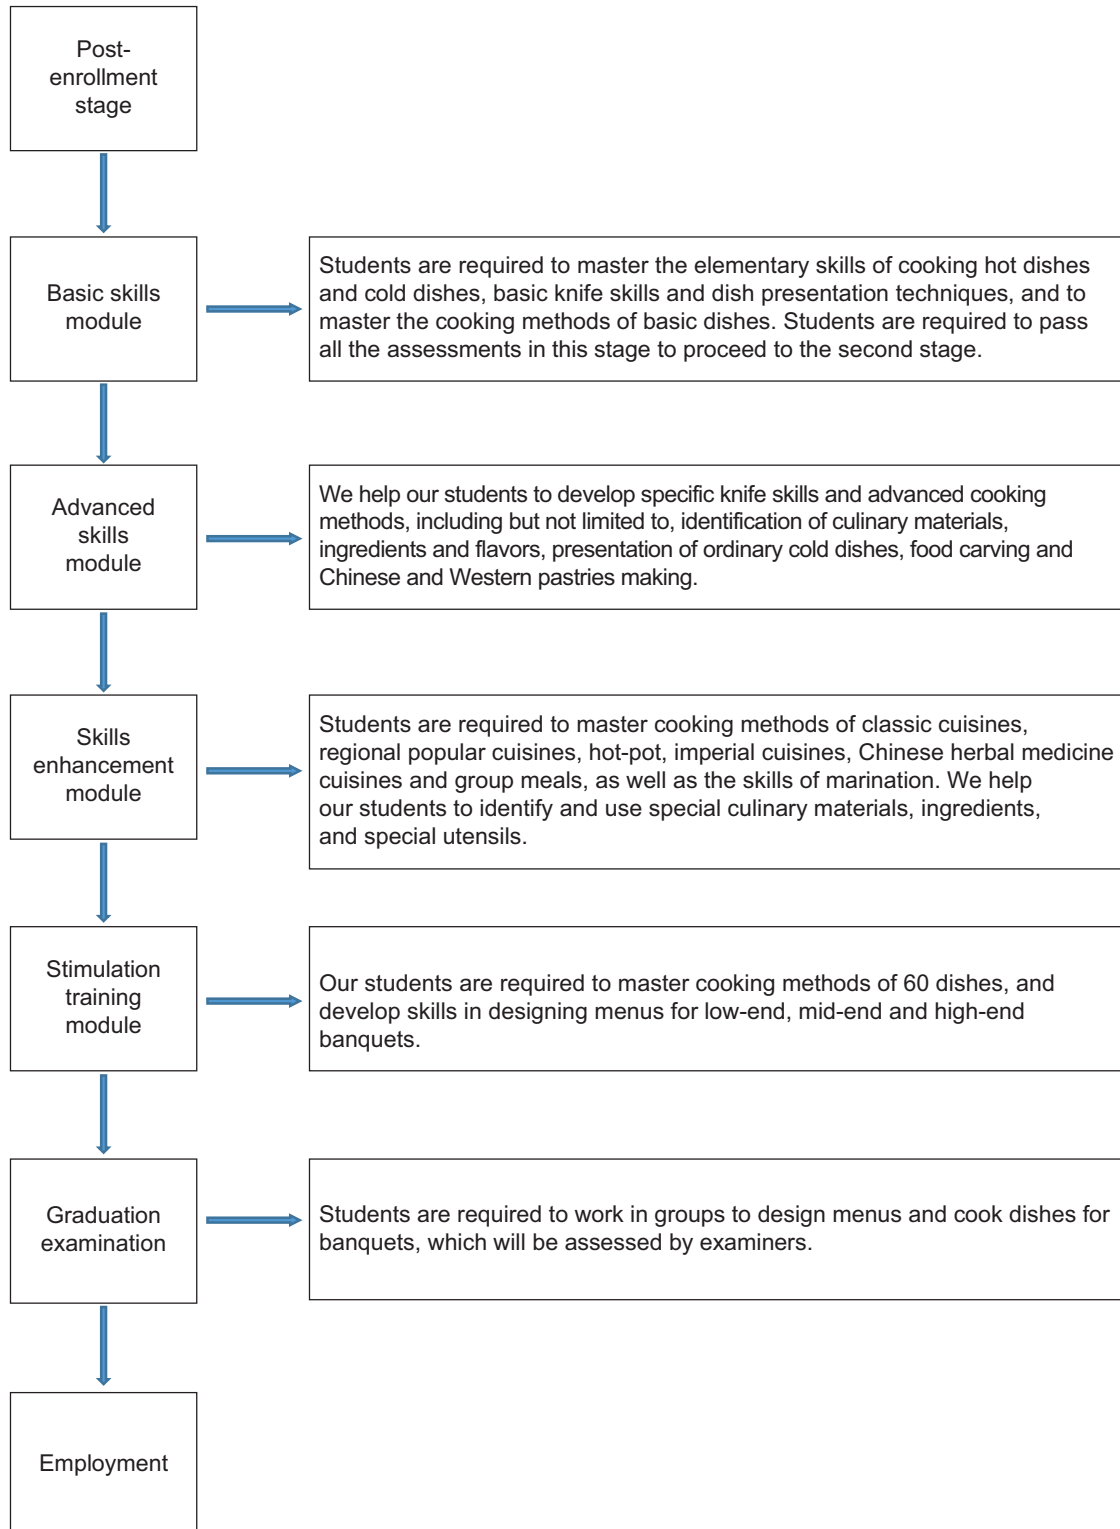 Post-
enrollment
stage
Basic skills
module
Students are required to master the elementary skills of cooking hot dishes
and cold dishes, basic knife skills and dish presentation techniques, and to
master the cooking methods of basic dishes. Students are required to pass
all the assessments in this stage to proceed to the second stage.
Advanced
skills
module
We help our students to develop specific knife skills and advanced cooking
methods, including but not limited to, identification of culinary materials,
ingredients and flavors, presentation of ordinary cold dishes, food carving and
Chinese and Western pastries making.
Skills
enhancement
module
Students are required to master cooking methods of classic cuisines,
regional popular cuisines, hot-pot, imperial cuisines, Chinese herbal medicine
cuisines and group meals, as well as the skills of marination. We help
our students to identify and use special culinary materials, ingredients,
and special utensils.
Stimulation
training
module
Our students are required to master cooking methods of 60 dishes, and
develop skills in designing menus for low-end, mid-end and high-end
banquets.
Graduation
examination
Students are required to work in groups to design menus and cook dishes for
banquets, which will be assessed by examiners.
Employment